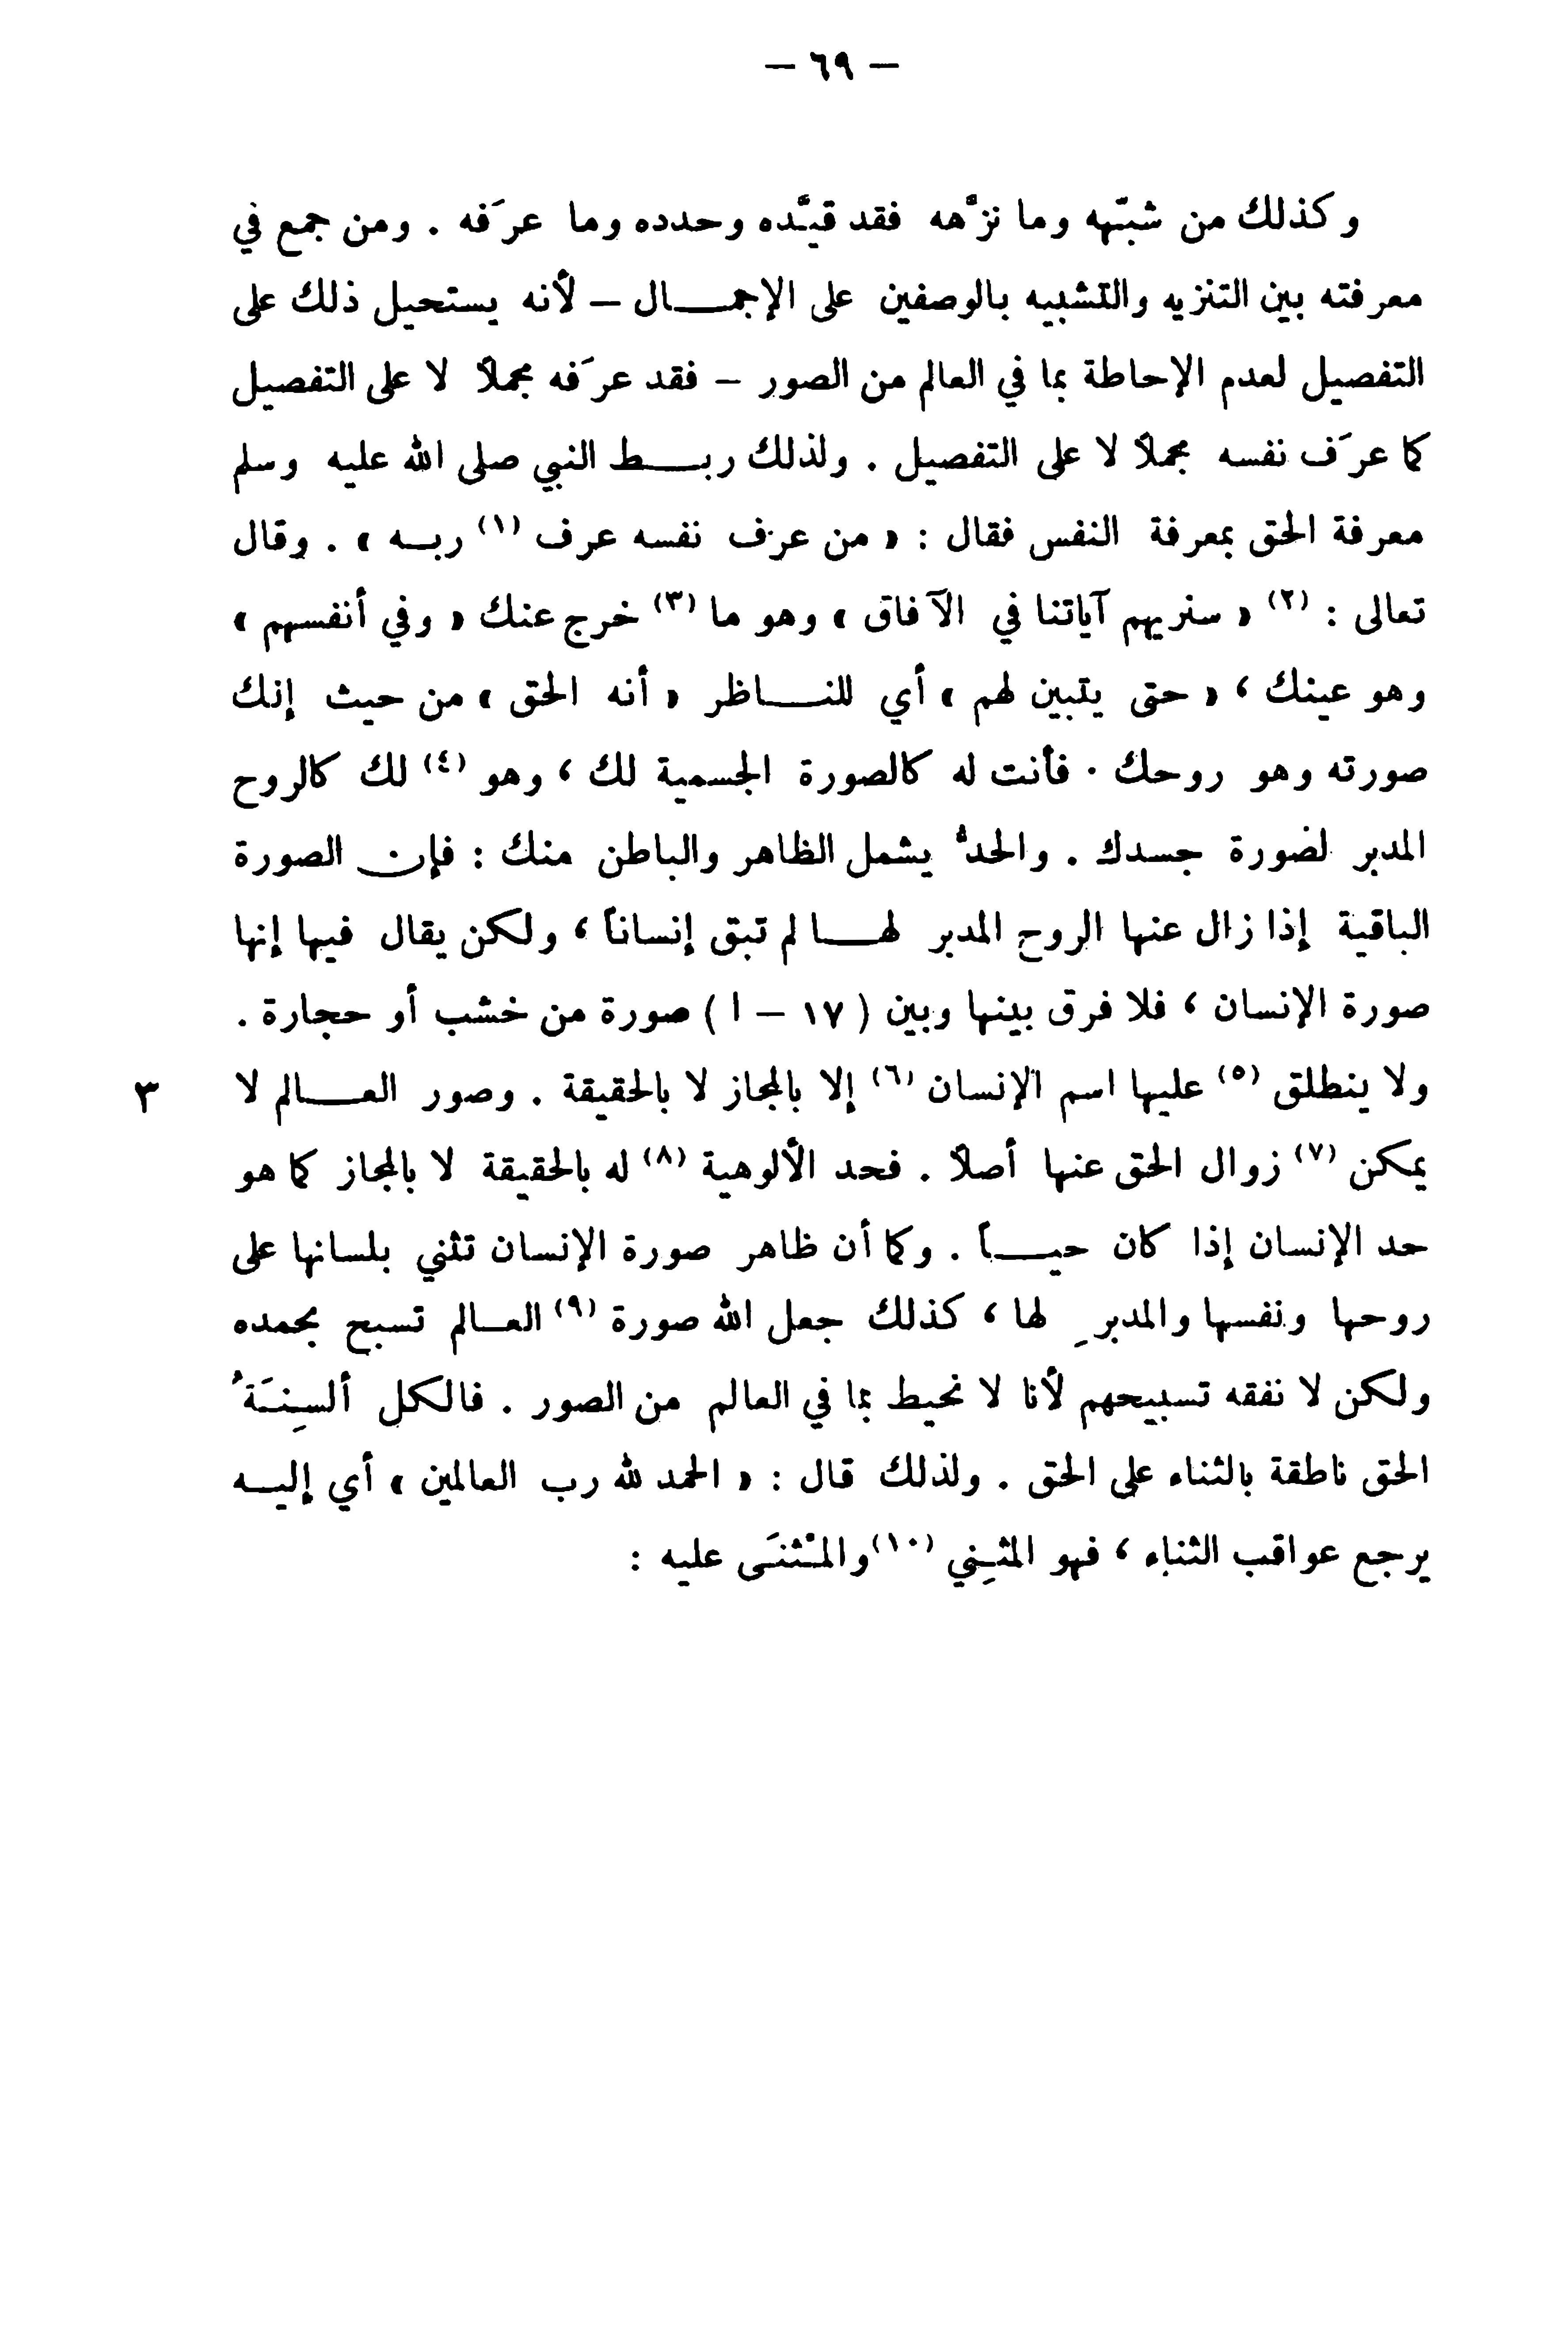 — ٦٩ —
وكذلك من شبّهه وما نزَّهه فقد قيَّده وحدده وما عرَفه . ومن جمع في
معرفته بين التنزيه والتشبيه بالوصفين على الإجمال – لأنه يستحيل ذلك على
التفصيل لعدم الإحاطة بما في العالم من الصور – فقد عرَفه مجملاً لا على التفصيل
كما عرَف نفسه مجملاً لا على التفصيل . ولذلك ربط النبي صلى الله عليه وسلم
معرفة الحق بمعرفة النفس فقال : « من عرف نفسه عرف (١) ربه » . وقال
تعالى : (٢) « سنريهم آياتنا في الآفاق » وهو ما (٣) خرج عنك « وفي أنفسهم »
وهو عينك ، « حتى يتبين لهم » أي للناظر « أنه الحق » من حيث إنك
صورته وهو روحك . فأنت له كالصورة الجسمية لك ، وهو (٤) لك كالروح
المدبر لصورة جسدك . والحدُّ يشمل الظاهر والباطن منك : فإن الصورة
الباقية إذا زال عنها الروح المدبر لها لم تبق إنساناً ، ولكن يقال فيها إنها
صورة الإنسان ، فلا فرق بينها وبين ( ١٧ – ا ) صورة من خشب أو حجارة .
ولا ينطلق (٥) عليها اسم الإنسان (٦) إلا بالمجاز لا بالحقيقة . وصور العالم لا ٣
يمكن (٧) زوال الحق عنها أصلاً . فحد الألوهية (٨) له بالحقيقة لا بالمجاز كما هو
حد الإنسان إذا كان حياً . وكما أن ظاهر صورة الإنسان تثني بلسانها على
روحها ونفسها والمدبرِ لها ، كذلك جعل الله صورة (٩) العالم تسبح بحمده
ولكن لا نفقه تسبيحهم لأنا لا نحيط بما في العالم من الصور . فالكل ألسِنَةُ
الحق ناطقة بالثناء على الحق . ولذلك قال : « الحمد لله رب العالمين » أي إليه
يرجع عواقب الثناء ، فهو المثنِي (١٠) والمُثْنَى عليه :